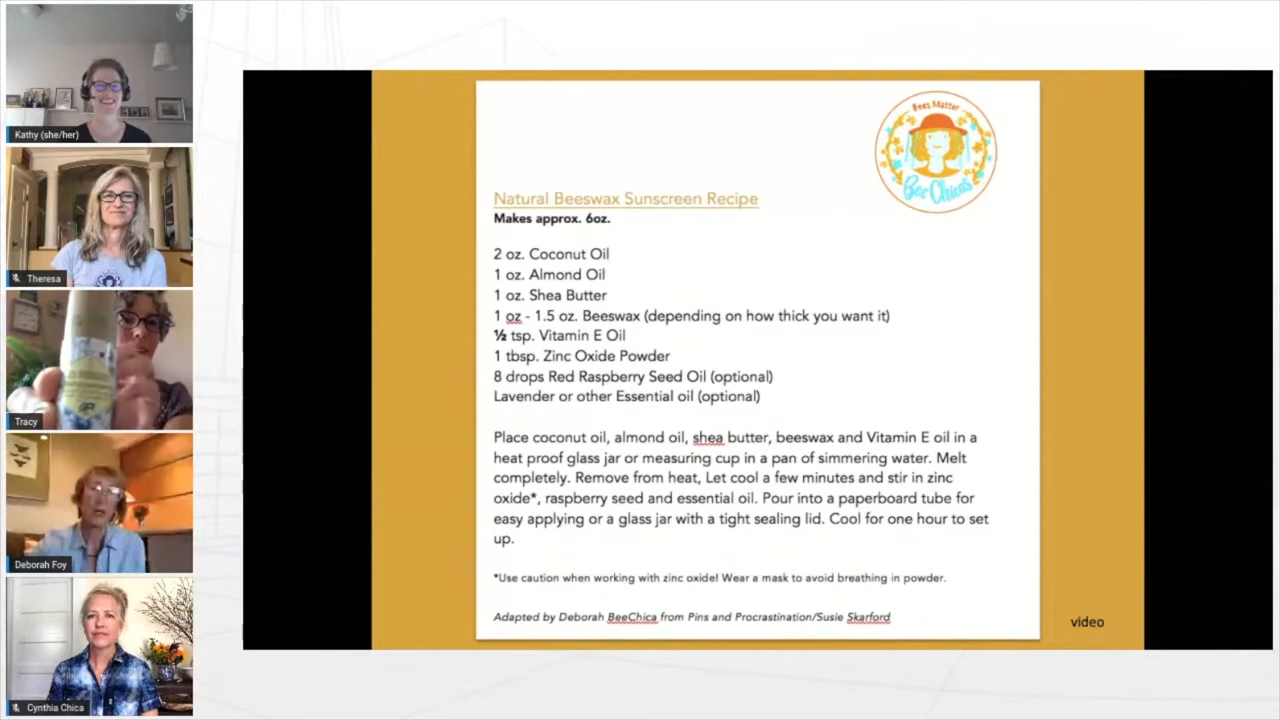 Kathy (she/her)
Theresa
Tracy
Deborah Foy
Cynthia Chica
Bees Matter
Bee Chicas
Natural Beeswax Sunscreen Recipe
Makes approx. 6oz.
2 oz. Coconut Oil
1 oz. Almond Oil
1 oz. Shea Butter
1 oz - 1.5 oz. Beeswax (depending on how thick you want it)
½ tsp. Vitamin E Oil
1 tbsp. Zinc Oxide Powder
8 drops Red Raspberry Seed Oil (optional)
Lavender or other Essential oil (optional)
Place coconut oil, almond oil, shea butter, beeswax and Vitamin E oil in a
heat proof glass jar or measuring cup in a pan of simmering water. Melt
completely. Remove from heat, Let cool a few minutes and stir in zinc
oxide*, raspberry seed and essential oil. Pour into a paperboard tube for
easy applying or a glass jar with a tight sealing lid. Cool for one hour to set
up.
*Use caution when working with zinc oxide! Wear a mask to avoid breathing in powder.
Adapted by Deborah BeeChica from Pins and Procrastination/Susie Skarford
video